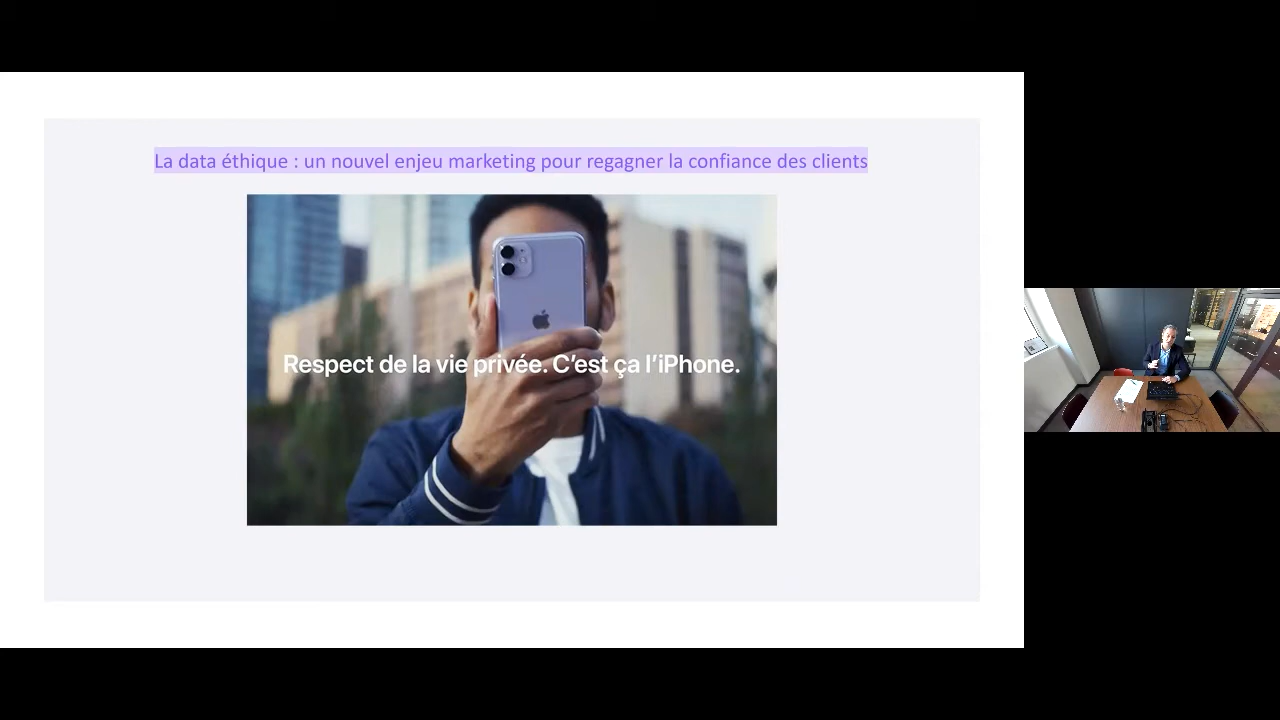 La data éthique : un nouvel enjeu marketing pour regagner la confiance des clients
Respect de la vie privée. C’est ça l’iPhone.